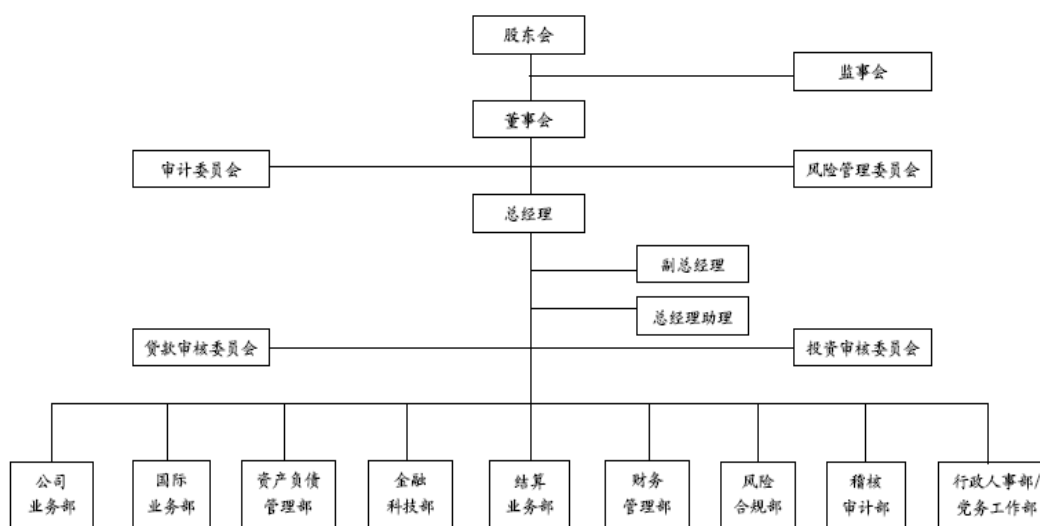 股东会
监事会
董事会
审计委员会
风险管理委员会
总经理
副总经理
总经理助理
贷款审核委员会
投资审核委员会
公司
业务部
国际
业务部
资产负债
管理部
金融
科技部
结算
业务部
财务
管理部
风险
合规部
稽核
审计部
行政人事部/
党务工作部